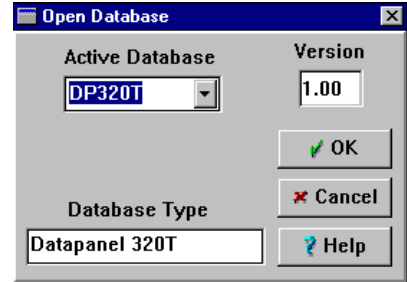 Open Database
Active Database
Version
DP320T
1.00
OK
Cancel
Database Type
Datapanel 320T
Help